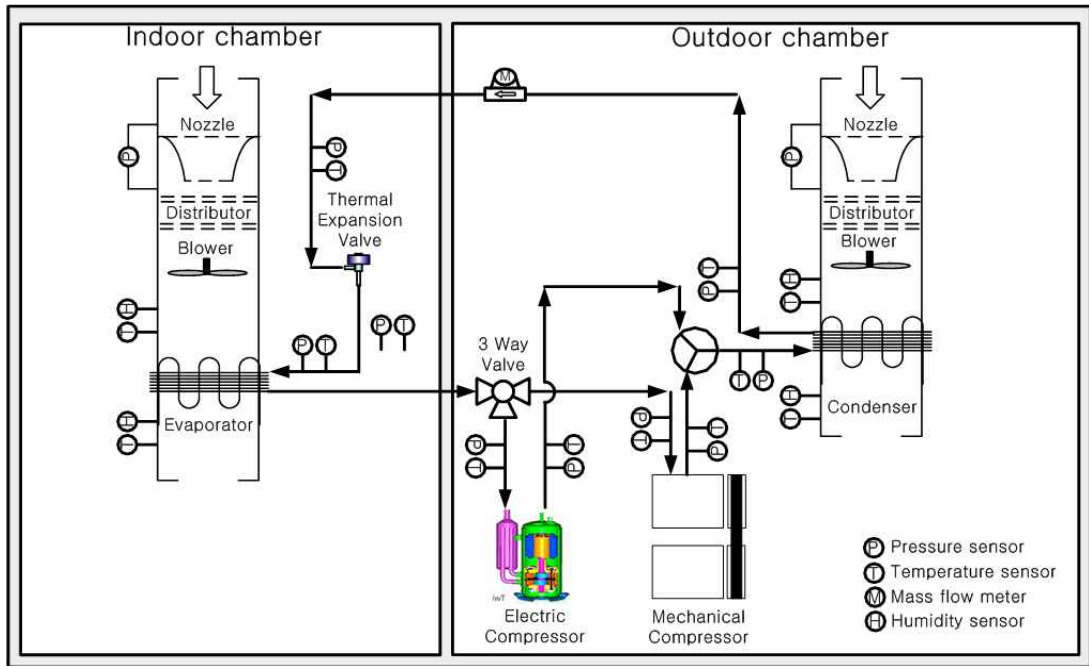 Indoor chamber
Nozzle
P
Distributor
Blower
H
T
Evaporator
H
T
P
T
Thermal
Expansion
Valve
P
T
P
T
Outdoor chamber
M
Nozzle
P
Distributor
Blower
H
T
T
P
3 Way
Valve
T
P
H
T
Condenser
P
T
T
P
P
T
T
P
Electric
Compressor
Mechanical
Compressor
P Pressure sensor
T Temperature sensor
M Mass flow meter
H Humidity sensor